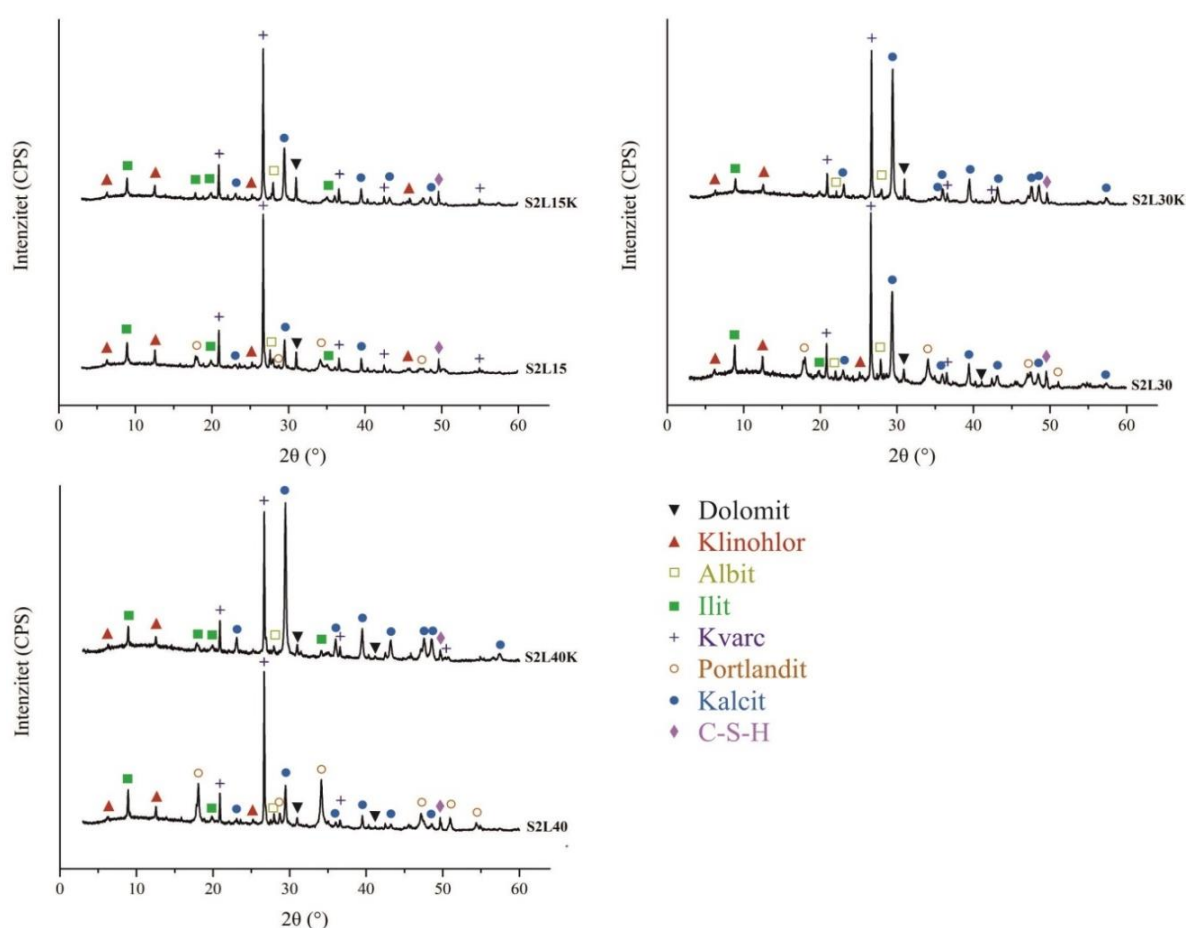 Intenzitet (CPS)
S2L15K
S2L15
0 10 20 30 40 50 60
2θ (°)
Intenzitet (CPS)
S2L30K
S2L30
0 10 20 30 40 50 60
2θ (°)
Intenzitet (CPS)
S2L40K
S2L40
0 10 20 30 40 50 60
2θ (°)
Dolomit
Klinohlor
Albit
Ilit
Kvarc
Portlandit
Kalcit
C-S-H